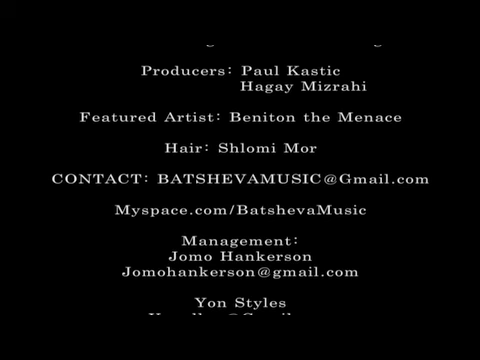 Producers: Paul Kastic
Hagay Mizrahi
Featured Artist: Beniton the Menace
Hair: Shlomi Mor
CONTACT: BATSHEVAMUSIC@Gmail.com
Myspace.com/BatshevaMusic
Management:
Jomo Hankerson
Jomohankerson@gmail.com
Yon Styles